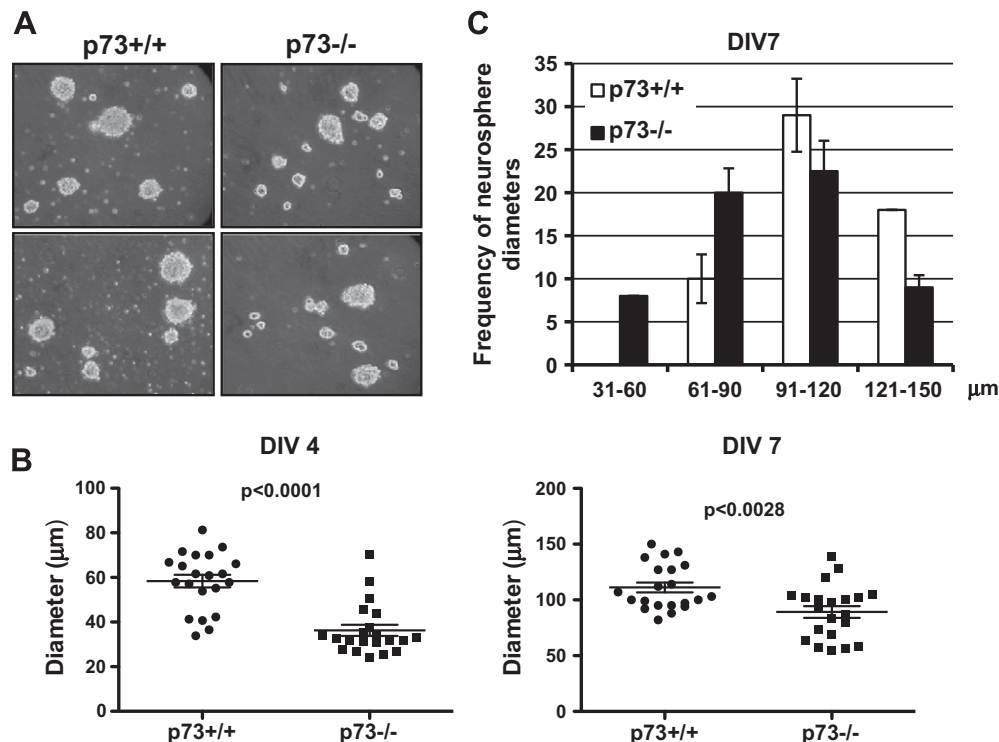 A
p73+/+
p73-/-
C
DIV7
Frequency of neurosphere
diameters
35
30
25
20
15
10
5
0
p73+/+
p73-/-
31-60
61-90
91-120
121-150
μm
B
DIV 4
p<0.0001
Diameter (μm)
100
80
60
40
20
0
p73+/+
p73-/-
DIV 7
p<0.0028
Diameter (μm)
200
150
100
50
0
p73+/+
p73-/-